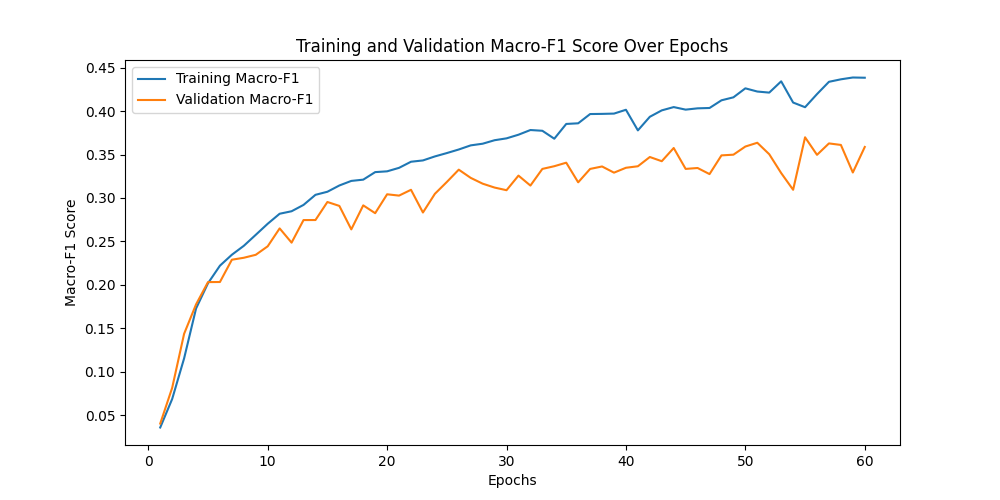 Training and Validation Macro-F1 Score Over Epochs
Training Macro-F1
Validation Macro-F1
Macro-F1 Score
0.45
0.40
0.35
0.30
0.25
0.20
0.15
0.10
0.05
0 10 20 30 40 50 60
Epochs